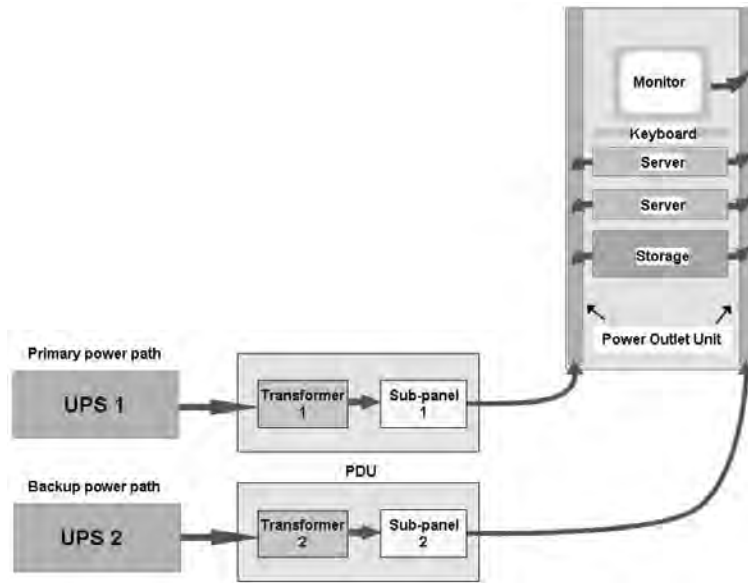 Monitor
Keyboard
Server
Server
Storage
Power Outlet Unit
Primary power path
UPS 1
Transformer
1
Sub-panel
1
PDU
Backup power path
UPS 2
Transformer
2
Sub-panel
2